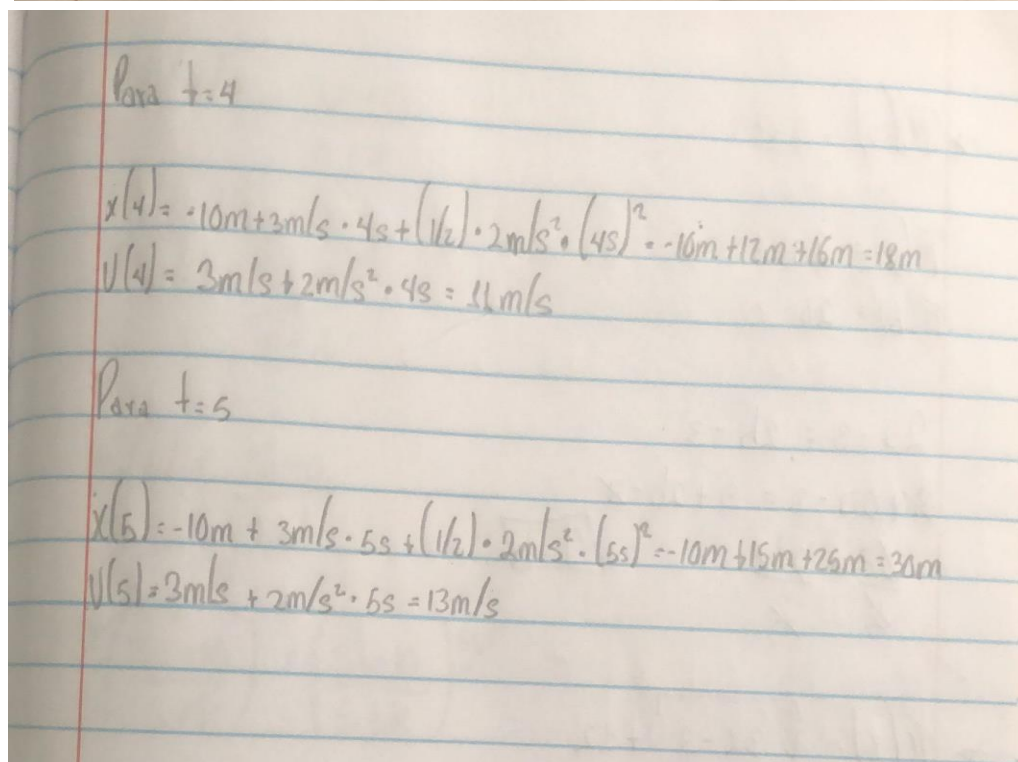 Para t=4
x(4)= -10m+3m/s·4s+(1/2)·2m/s²·(4s)²=-10m+12m+16m=18m
V(4)= 3m/s+2m/s²·4s = 11m/s
Para t=5
x(5)=-10m+ 3m/s·5s+(1/2)·2m/s²·(5s)²=-10m+15m+25m=30m
V(5)=3m/s +2m/s²·5s=13m/s